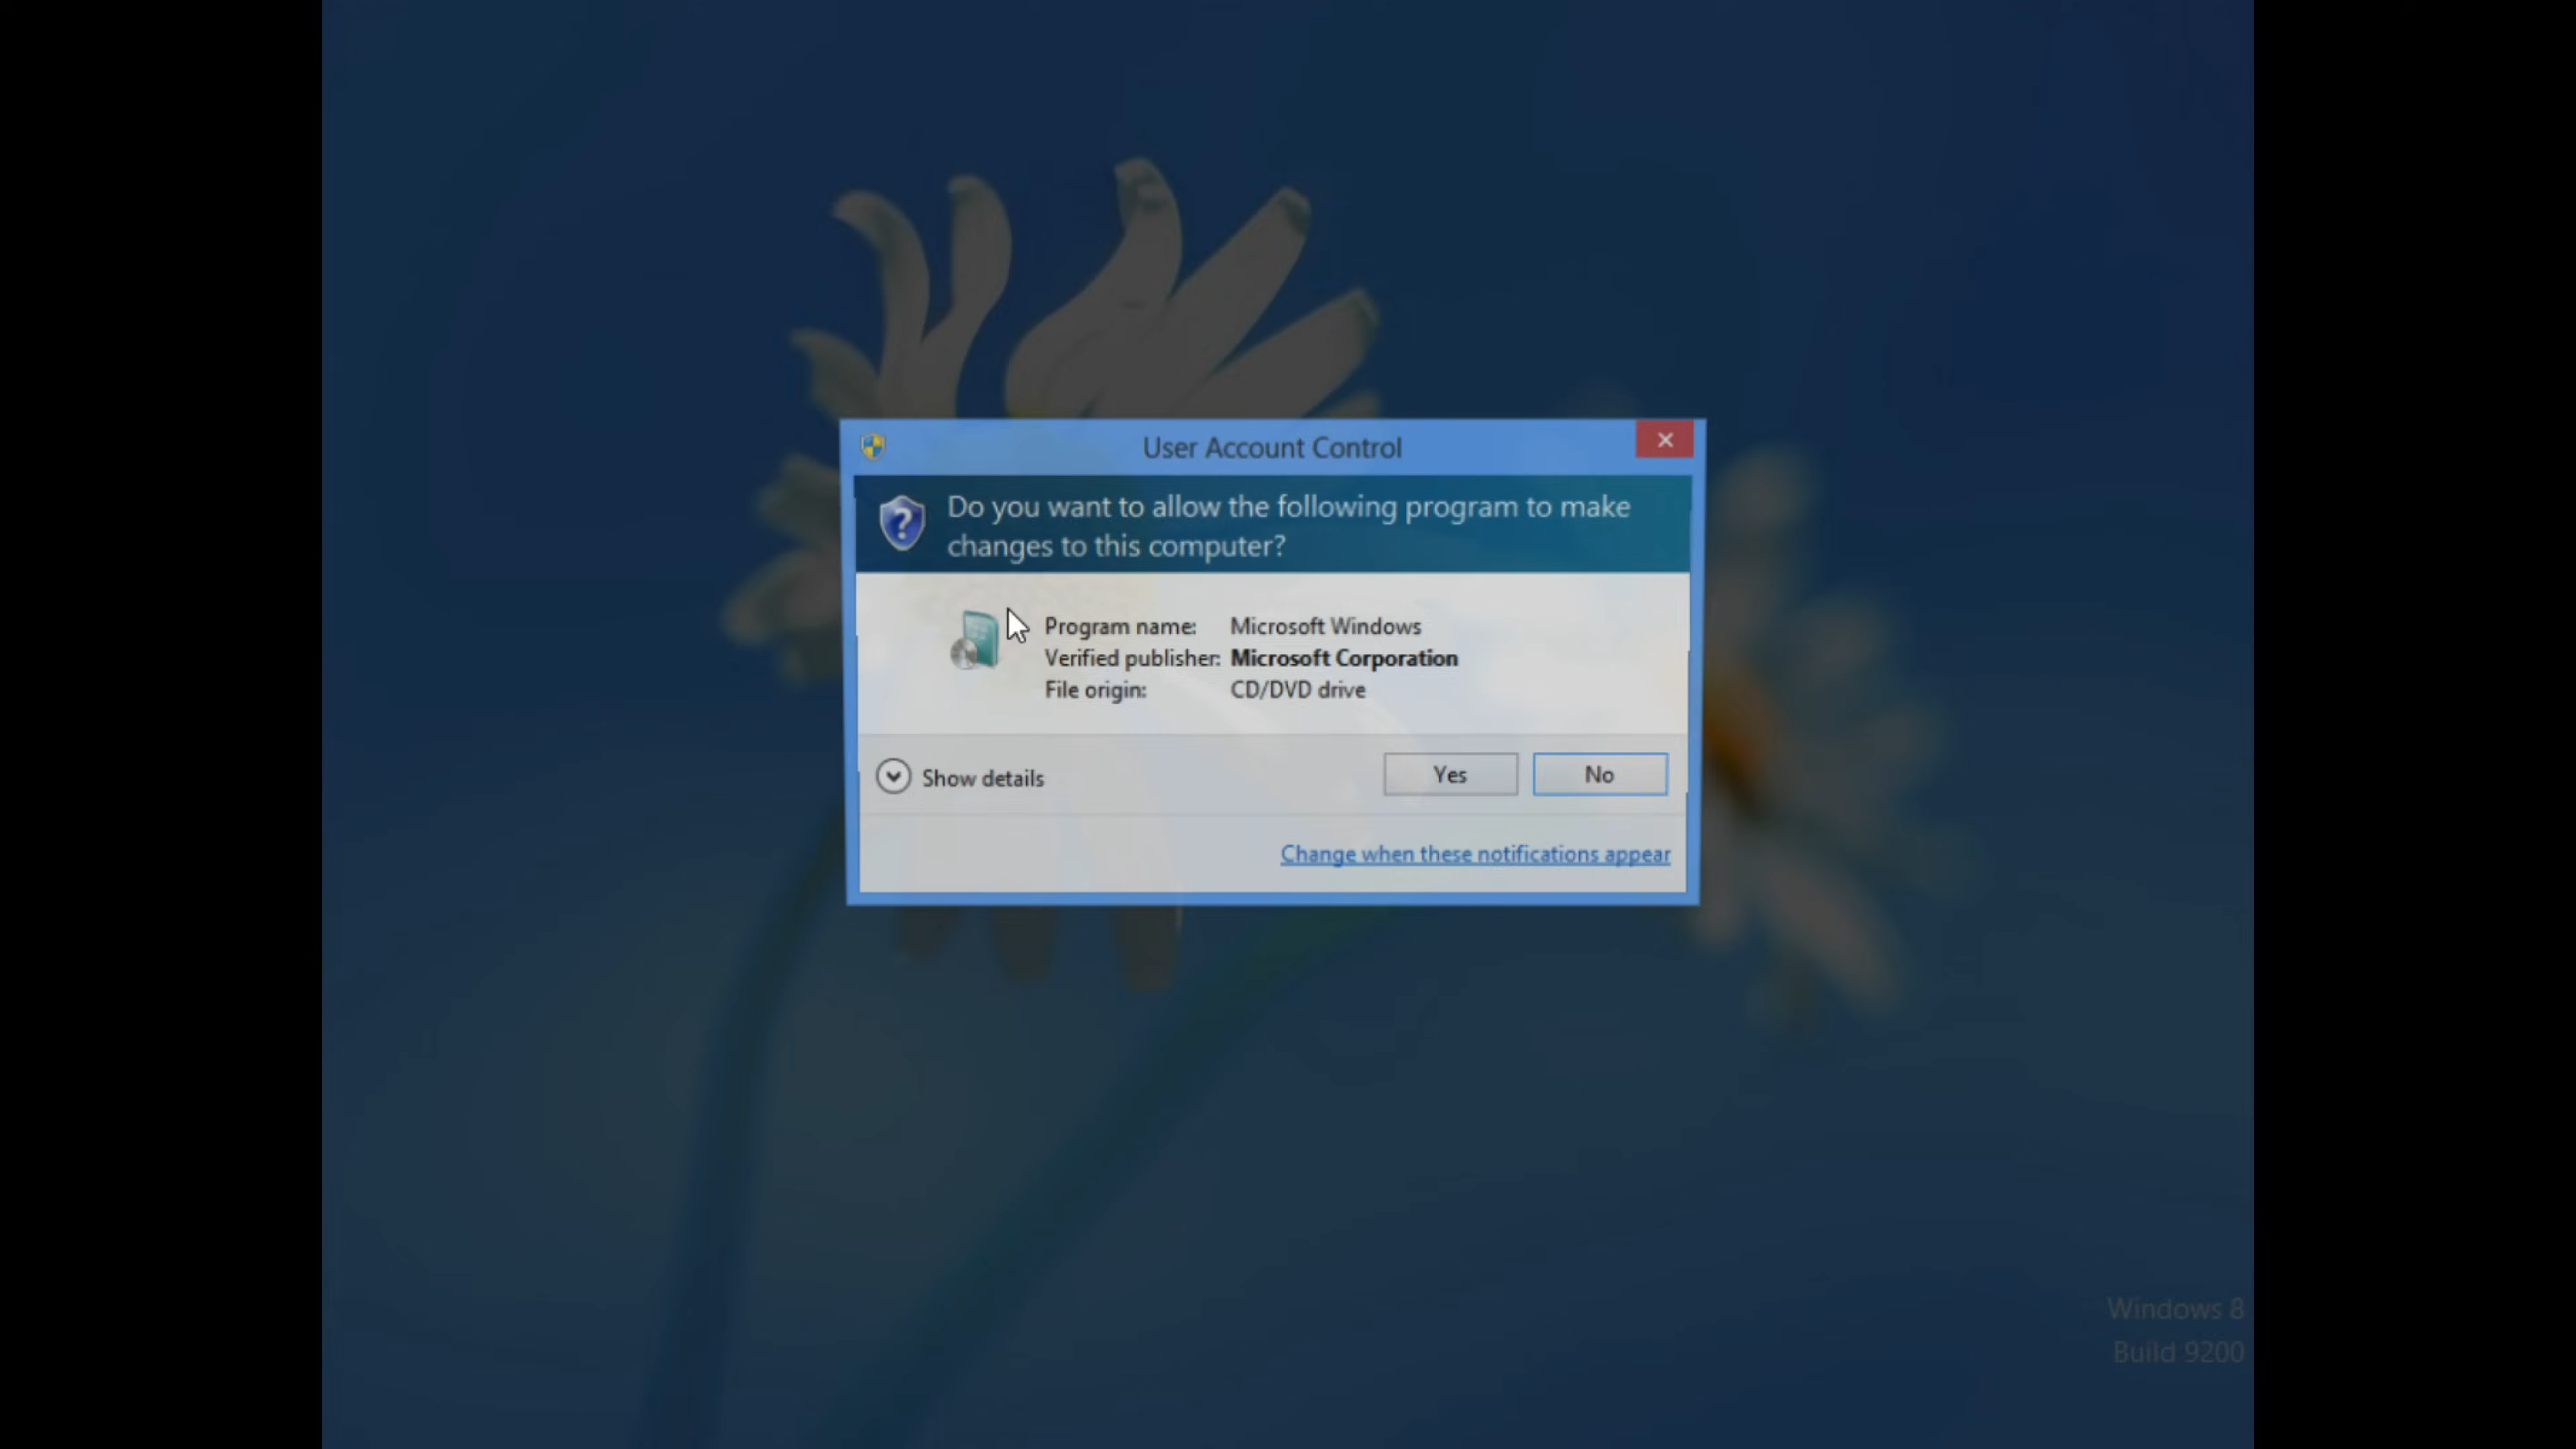 User Account Control
Do you want to allow the following program to make
changes to this computer?
Program name: Microsoft Windows
Verified publisher: Microsoft Corporation
File origin: CD/DVD drive
Show details
Yes
No
Change when these notifications appear
Windows 8
Build 9200